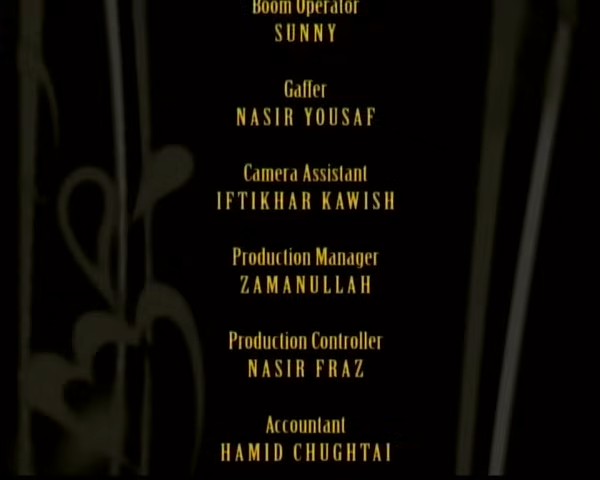 Boom Operator
SUNNY
Gaffer
NASIR YOUSAF
Camera Assistant
IFTIKHAR KAWISH
Production Manager
ZAMANULLAH
Production Controller
NASIR FRAZ
Accountant
HAMID CHUGHTAI